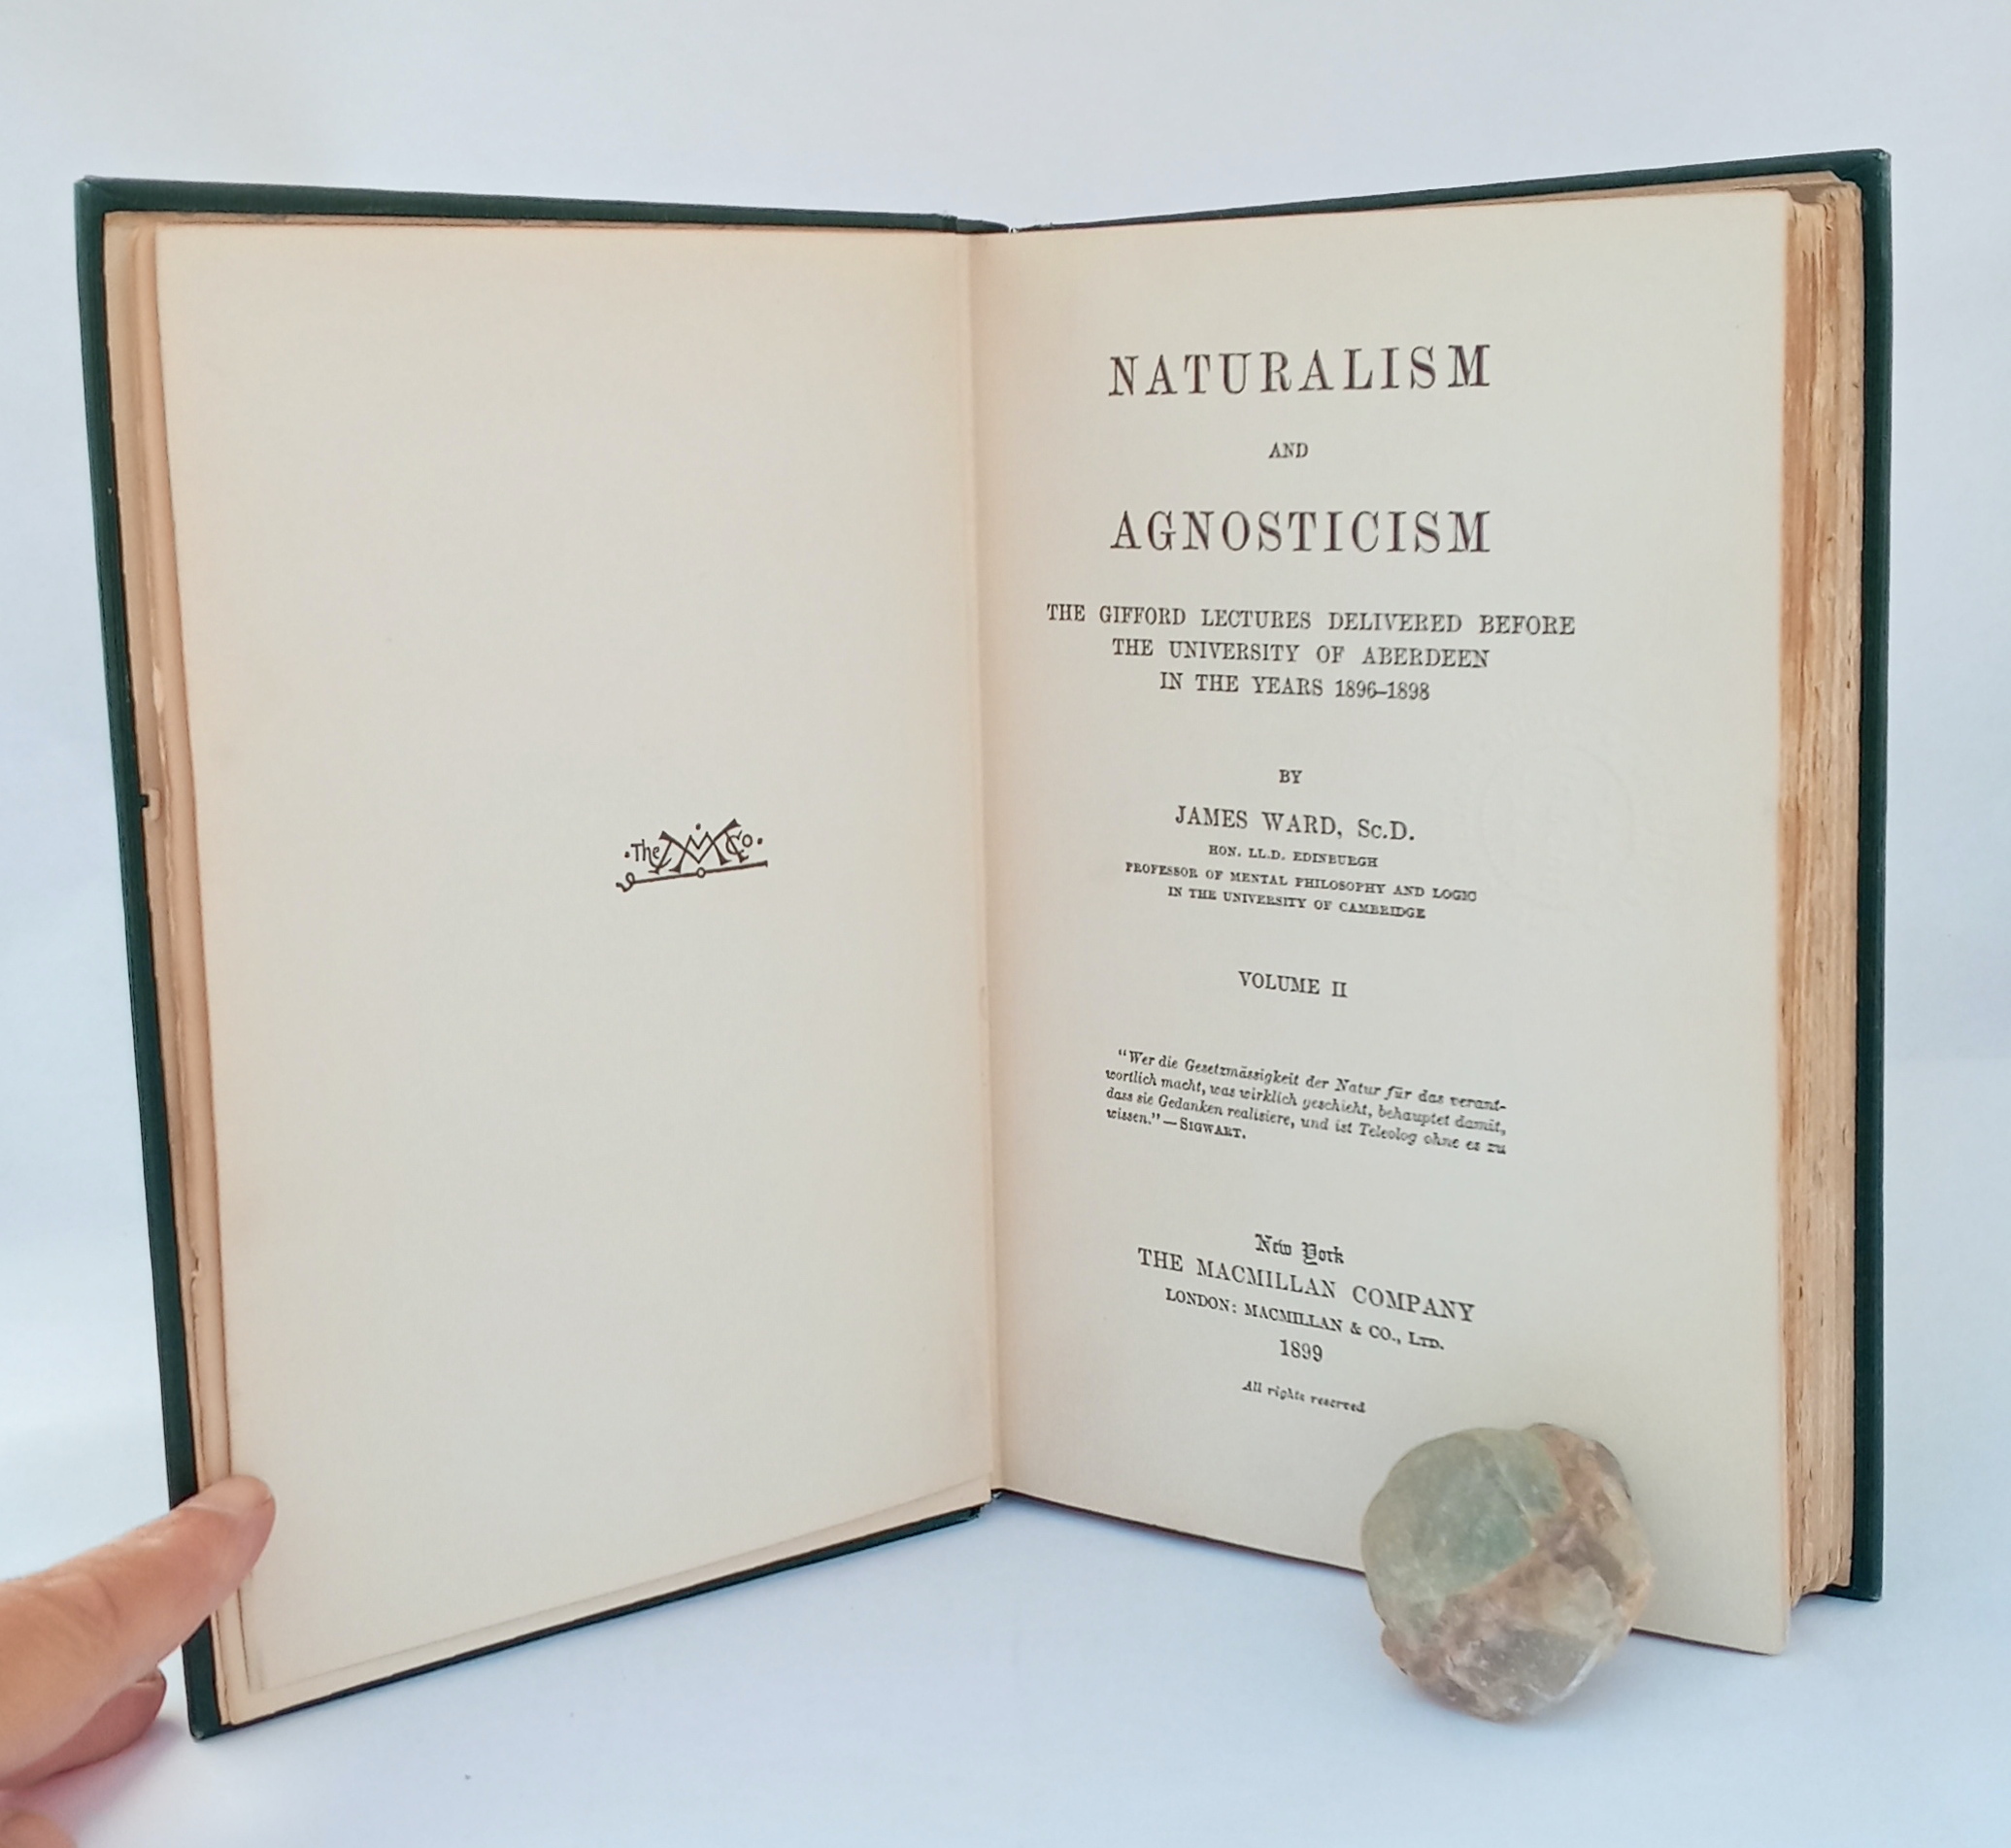 The M Co.
NATURALISM
AND
AGNOSTICISM
THE GIFFORD LECTURES DELIVERED BEFORE
THE UNIVERSITY OF ABERDEEN
IN THE YEARS 1896–1898
BY
JAMES WARD, Sc.D.
HON. LL.D. EDINBURGH
PROFESSOR OF MENTAL PHILOSOPHY AND LOGIC
IN THE UNIVERSITY OF CAMBRIDGE
VOLUME II
"Wer die Gesetzmässigkeit der Natur für das verant-
wortlich macht, was wirklich geschieht, behauptet damit,
dass sie Gedanken realisiere, und ist Teleolog ohne es zu
wissen." — SIGWART.
New York
THE MACMILLAN COMPANY
LONDON: MACMILLAN & CO., LTD.
1899
All rights reserved